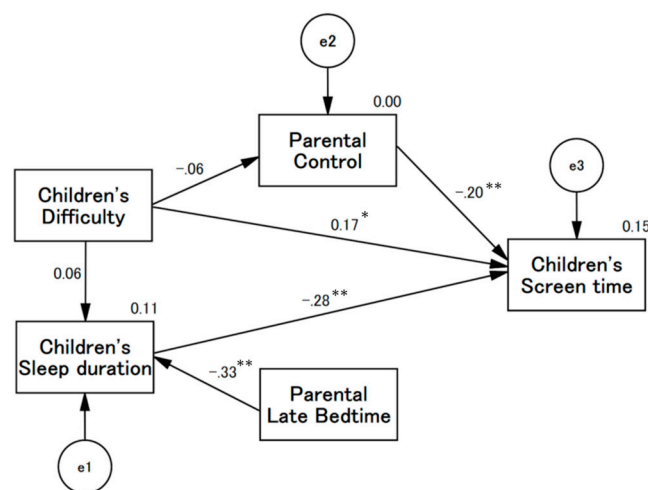 e2
0.00
Parental
Control
-.06
-.20**
e3
Children's
Difficulty
0.17*
0.15
Children's
Screen time
0.06
0.11
-.28**
Children's
Sleep duration
-.33**
Parental
Late Bedtime
e1